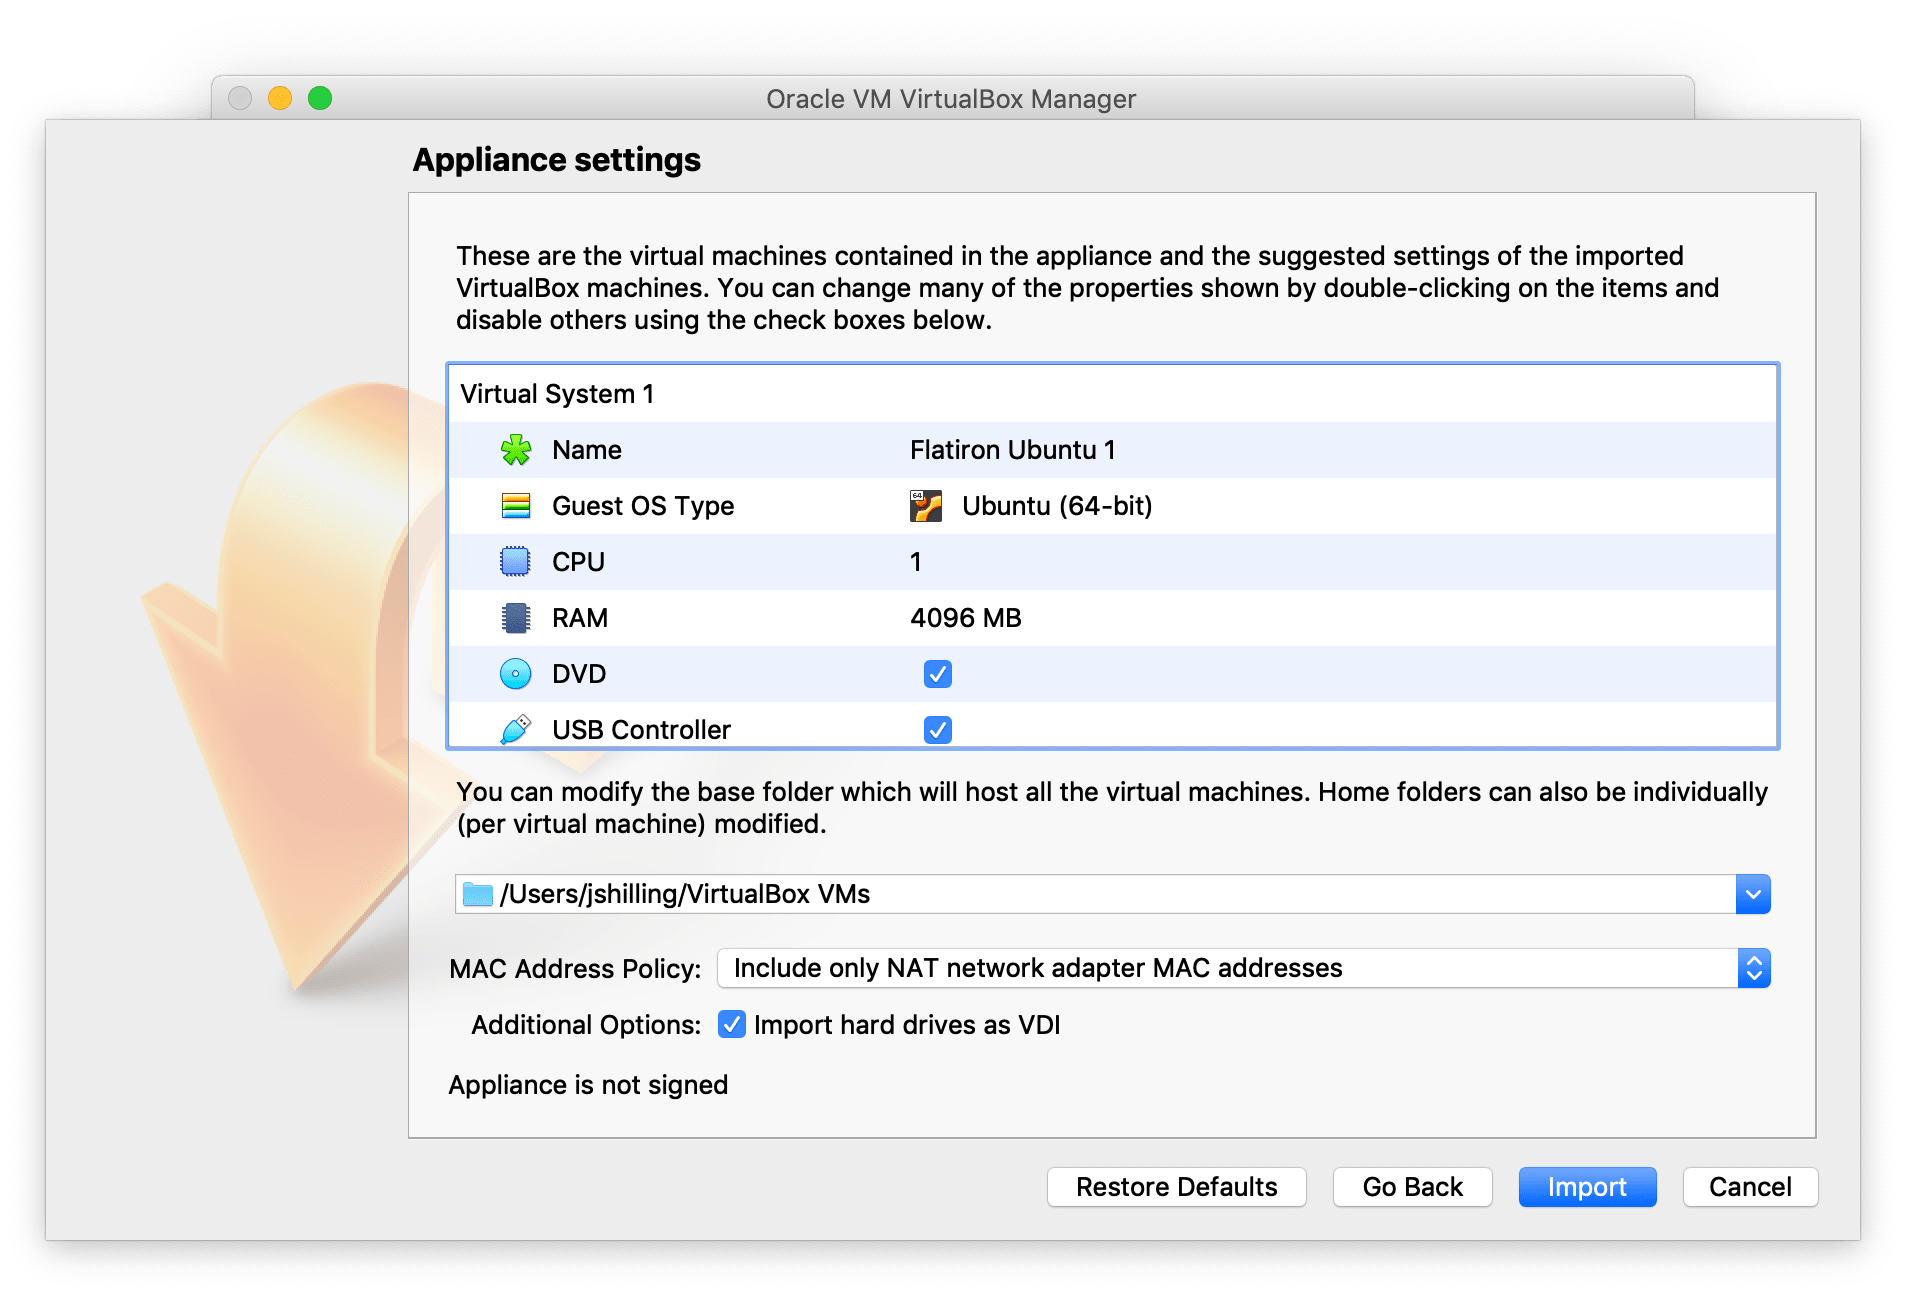 Oracle VM VirtualBox Manager
Appliance settings
These are the virtual machines contained in the appliance and the suggested settings of the imported
VirtualBox machines. You can change many of the properties shown by double-clicking on the items and
disable others using the check boxes below.
Virtual System 1
Name Flatiron Ubuntu 1
Guest OS Type 64 Ubuntu (64-bit)
CPU 1
RAM 4096 MB
DVD
USB Controller
You can modify the base folder which will host all the virtual machines. Home folders can also be individually
(per virtual machine) modified.
/Users/jshilling/VirtualBox VMs
MAC Address Policy: Include only NAT network adapter MAC addresses
Additional Options: Import hard drives as VDI
Appliance is not signed
Restore Defaults Go Back Import Cancel